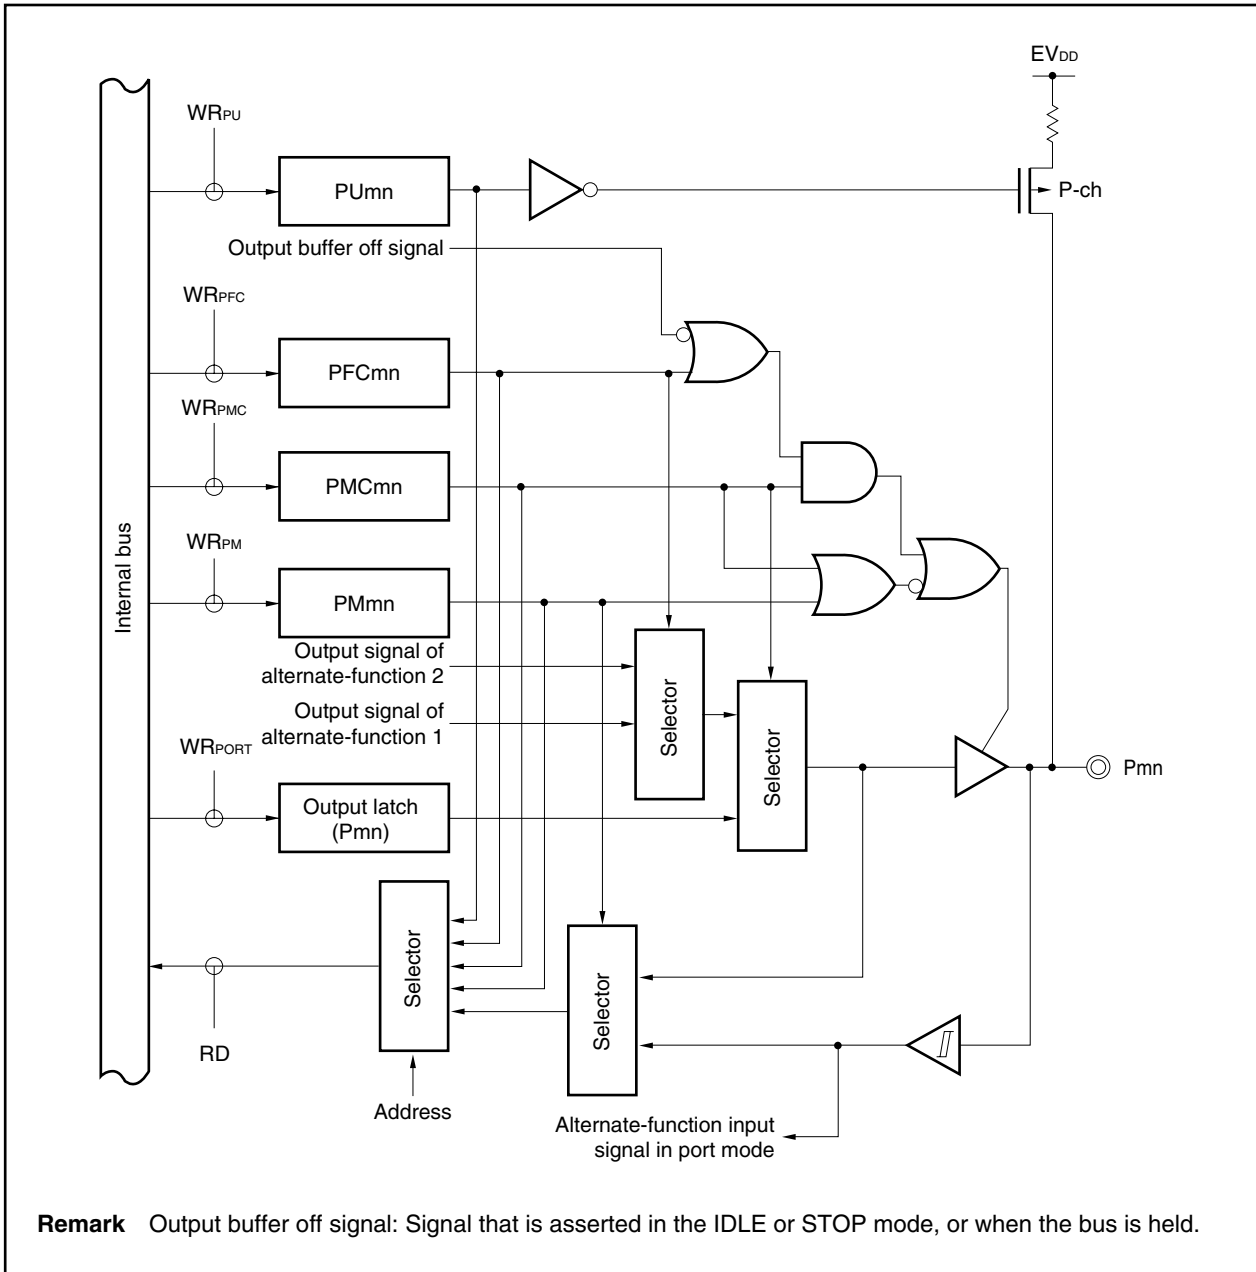 EVDD
WRPU
PUmn
P-ch
Output buffer off signal
WRPFC
PFCmn
WRPMC
PMCmn
Internal bus
WRPM
PMmn
Output signal of
alternate-function 2
Output signal of
alternate-function 1
Selector
Selector
WRPORT
Pmn
Output latch
(Pmn)
Selector
Selector
RD
Address
Alternate-function input
signal in port mode
Remark Output buffer off signal: Signal that is asserted in the IDLE or STOP mode, or when the bus is held.